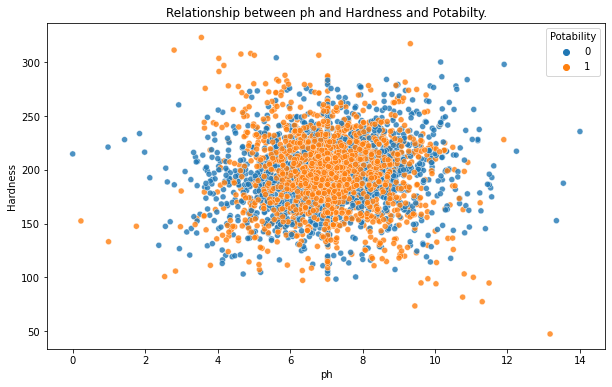 Relationship between ph and Hardness and Potabilty.
Potability
0
1
Hardness
300
250
200
150
100
50
0 2 4 6 8 10 12 14
ph